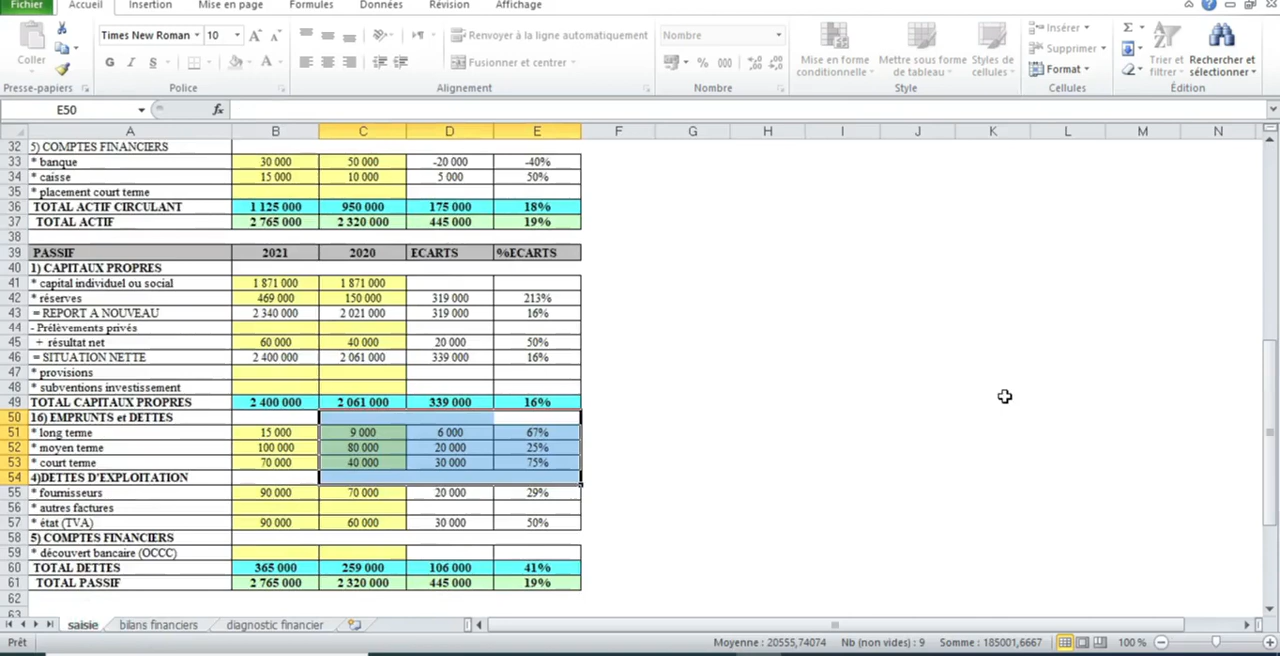 Fichier Accueil Insertion Mise en page Formules Données Révision Affichage
Coller
Times New Roman 10
G I S
Renvoyer à la ligne automatiquement
Fusionner et centrer
Nombre
% 000
Mise en forme conditionnelle
Mettre sous forme de tableau
Styles de cellules
Insérer
Supprimer
Format
Trier et filtrer
Rechercher et sélectionner
Presse-papiers Police Alignement Nombre Style Cellules Édition
E50 fx
A B C D E F G H I J K L M N
32 5) COMPTES FINANCIERS
33 * banque 30 000 50 000 -20 000 -40%
34 * caisse 15 000 10 000 5 000 50%
35 * placement court terme
36 TOTAL ACTIF CIRCULANT 1 125 000 950 000 175 000 18%
37 TOTAL ACTIF 2 765 000 2 320 000 445 000 19%
38
39 PASSIF 2021 2020 ECARTS %ECARTS
40 1) CAPITAUX PROPRES
41 * capital individuel ou social 1 871 000 1 871 000
42 * réserves 469 000 150 000 319 000 213%
43 = REPORT A NOUVEAU 2 340 000 2 021 000 319 000 16%
44 - Prélèvements privés
45 + résultat net 60 000 40 000 20 000 50%
46 = SITUATION NETTE 2 400 000 2 061 000 339 000 16%
47 * provisions
48 * subventions investissement
49 TOTAL CAPITAUX PROPRES 2 400 000 2 061 000 339 000 16%
50 16) EMPRUNTS et DETTES
51 * long terme 15 000 9 000 6 000 67%
52 * moyen terme 100 000 80 000 20 000 25%
53 * court terme 70 000 40 000 30 000 75%
54 4)DETTES D'EXPLOITATION
55 * fournisseurs 90 000 70 000 20 000 29%
56 * autres factures
57 * état (TVA) 90 000 60 000 30 000 50%
58 5) COMPTES FINANCIERS
59 * découvert bancaire (OCCC)
60 TOTAL DETTES 365 000 259 000 106 000 41%
61 TOTAL PASSIF 2 765 000 2 320 000 445 000 19%
62
63
saisie bilans financiers diagnostic financier
Prêt Moyenne : 20555,74074 Nb (non vides) : 9 Somme : 185001,6667 100 %